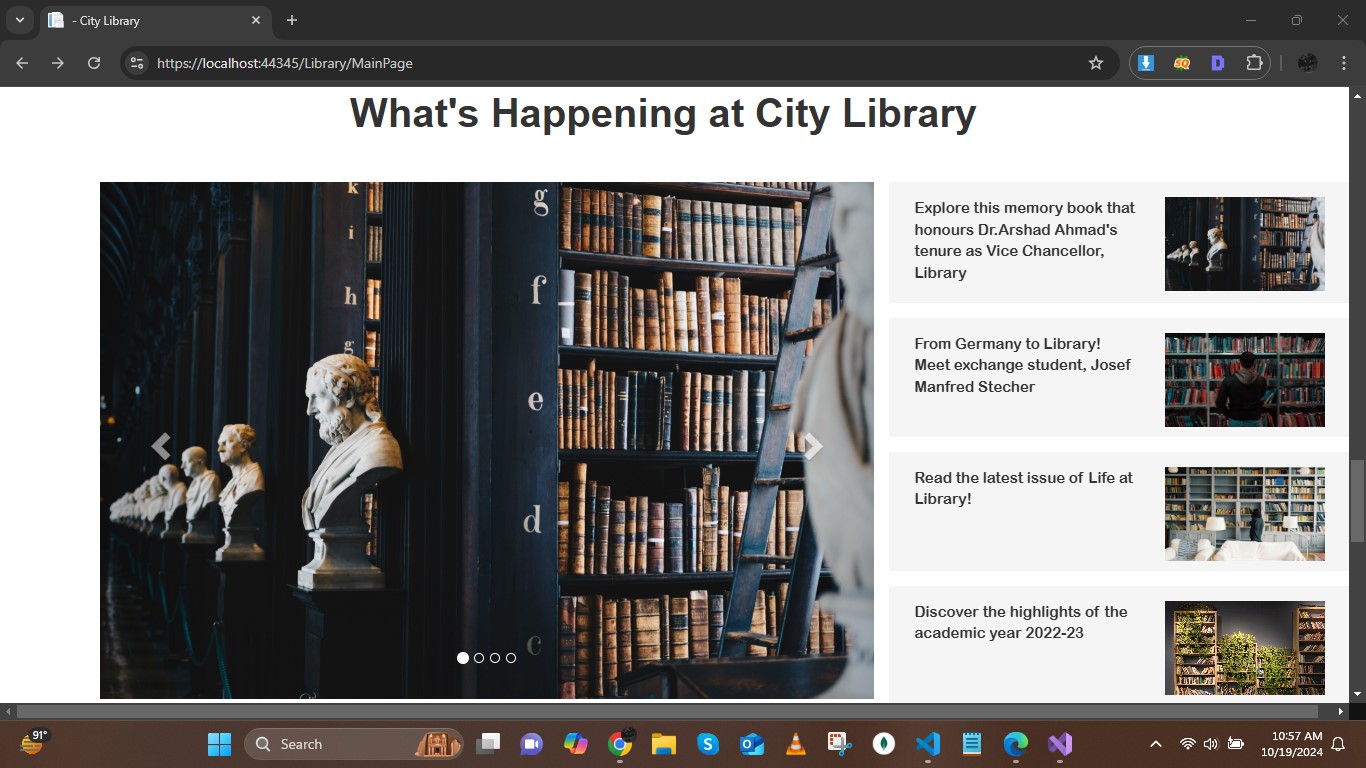 - City Library
https://localhost:44345/Library/MainPage
SQ
D
What's Happening at City Library
k
i
h
g
g
f
e
d
c
Explore this memory book that
honours Dr.Arshad Ahmad's
tenure as Vice Chancellor,
Library
From Germany to Library!
Meet exchange student, Josef
Manfred Stecher
Read the latest issue of Life at
Library!
Discover the highlights of the
academic year 2022-23
91°
Search
10:57 AM
10/19/2024